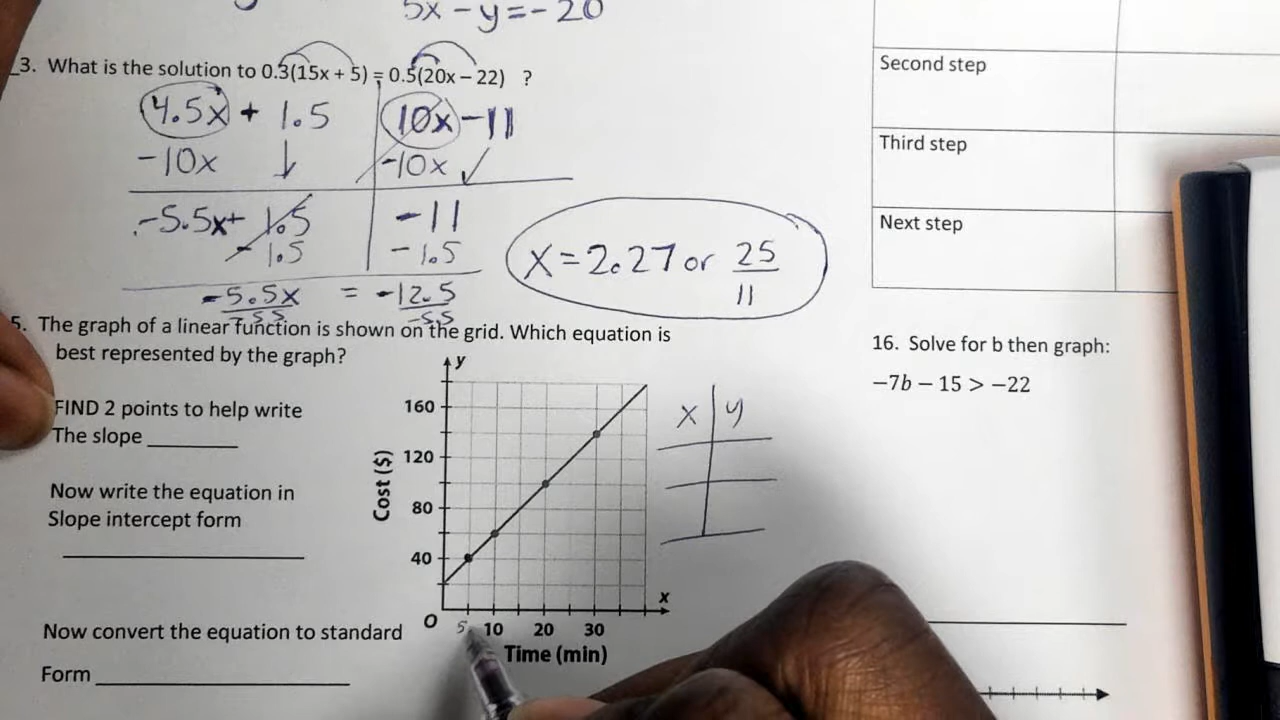 5x - y = - 20
3. What is the solution to 0.3(15x + 5) = 0.5(20x – 22) ?
4.5x + 1.5 10x - 11
-10x -10x
-5.5x + 1.5 -11
- 1.5 - 1.5
-5.5x = -12.5
-5.5 -5.5
x = 2.27 or 25/11
Second step
Third step
Next step
5. The graph of a linear function is shown on the grid. Which equation is
best represented by the graph?
FIND 2 points to help write
The slope
Now write the equation in
Slope intercept form
Now convert the equation to standard
Form
y
160
120
80
40
Cost ($)
O 5 10 20 30
x
Time (min)
x y
16. Solve for b then graph:
−7b − 15 > −22